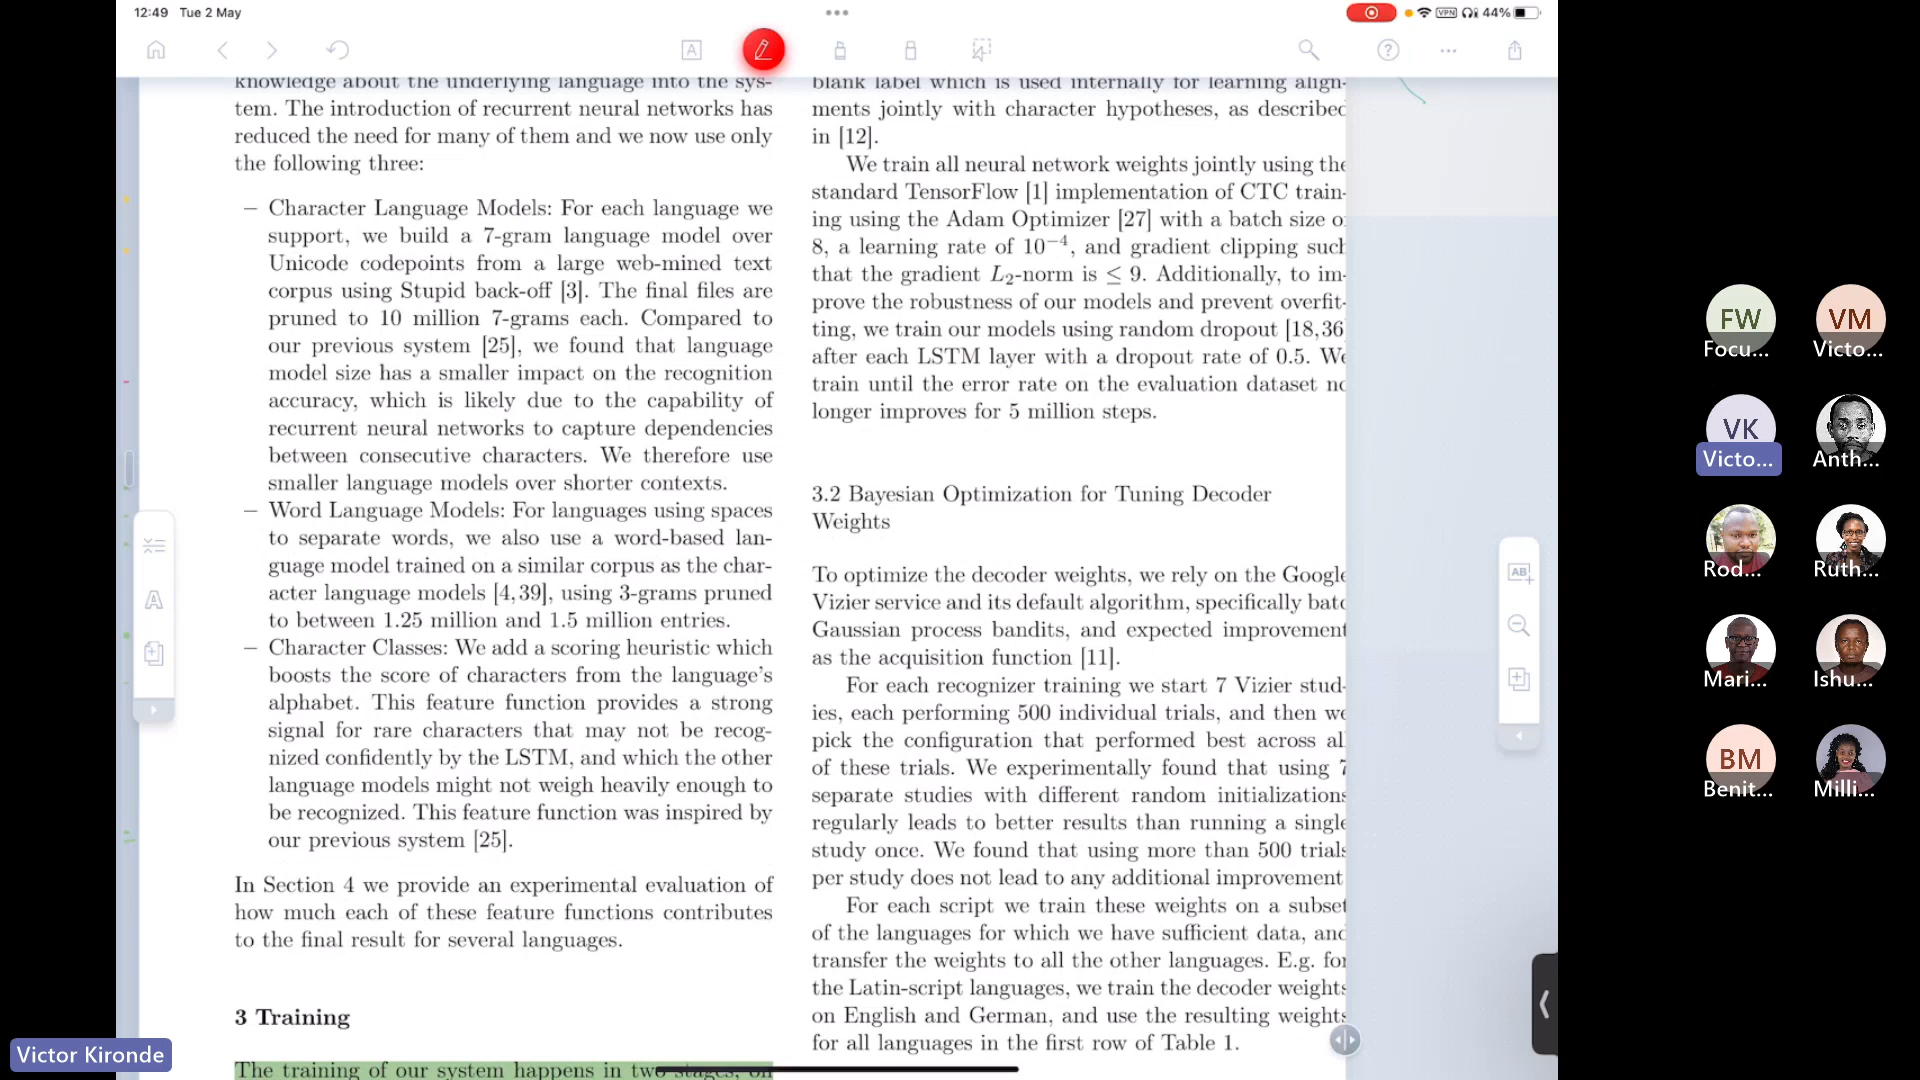 12:49 Tue 2 May
VPN
44%
A
?
knowledge about the underlying language into the sys-
tem. The introduction of recurrent neural networks has
reduced the need for many of them and we now use only
the following three:
– Character Language Models: For each language we
support, we build a 7-gram language model over
Unicode codepoints from a large web-mined text
corpus using Stupid back-off [3]. The final files are
pruned to 10 million 7-grams each. Compared to
our previous system [25], we found that language
model size has a smaller impact on the recognition
accuracy, which is likely due to the capability of
recurrent neural networks to capture dependencies
between consecutive characters. We therefore use
smaller language models over shorter contexts.
– Word Language Models: For languages using spaces
to separate words, we also use a word-based lan-
guage model trained on a similar corpus as the char-
acter language models [4,39], using 3-grams pruned
to between 1.25 million and 1.5 million entries.
– Character Classes: We add a scoring heuristic which
boosts the score of characters from the language's
alphabet. This feature function provides a strong
signal for rare characters that may not be recog-
nized confidently by the LSTM, and which the other
language models might not weigh heavily enough to
be recognized. This feature function was inspired by
our previous system [25].
In Section 4 we provide an experimental evaluation of
how much each of these feature functions contributes
to the final result for several languages.
3 Training
The training of our system happens in two stages, on
blank label which is used internally for learning align-
ments jointly with character hypotheses, as described
in [12].
We train all neural network weights jointly using the
standard TensorFlow [1] implementation of CTC train-
ing using the Adam Optimizer [27] with a batch size
8, a learning rate of 10⁻⁴, and gradient clipping such
that the gradient L₂-norm is ≤ 9. Additionally, to im-
prove the robustness of our models and prevent overfit-
ting, we train our models using random dropout [18,36
after each LSTM layer with a dropout rate of 0.5. We
train until the error rate on the evaluation dataset no
longer improves for 5 million steps.
3.2 Bayesian Optimization for Tuning Decoder
Weights
To optimize the decoder weights, we rely on the Google
Vizier service and its default algorithm, specifically batc
Gaussian process bandits, and expected improvement
as the acquisition function [11].
For each recognizer training we start 7 Vizier stud-
ies, each performing 500 individual trials, and then we
pick the configuration that performed best across al
of these trials. We experimentally found that using 7
separate studies with different random initializations
regularly leads to better results than running a single
study once. We found that using more than 500 trials
per study does not lead to any additional improvement
For each script we train these weights on a subset
of the languages for which we have sufficient data, and
transfer the weights to all the other languages. E.g. for
the Latin-script languages, we train the decoder weights
on English and German, and use the resulting weights
for all languages in the first row of Table 1.
A
AB
FW
Focu...
VM
Victo...
VK
Victo...
Anth...
Rod...
Ruth...
Mari...
Ishu...
BM
Benit...
Milli...
Victor Kironde